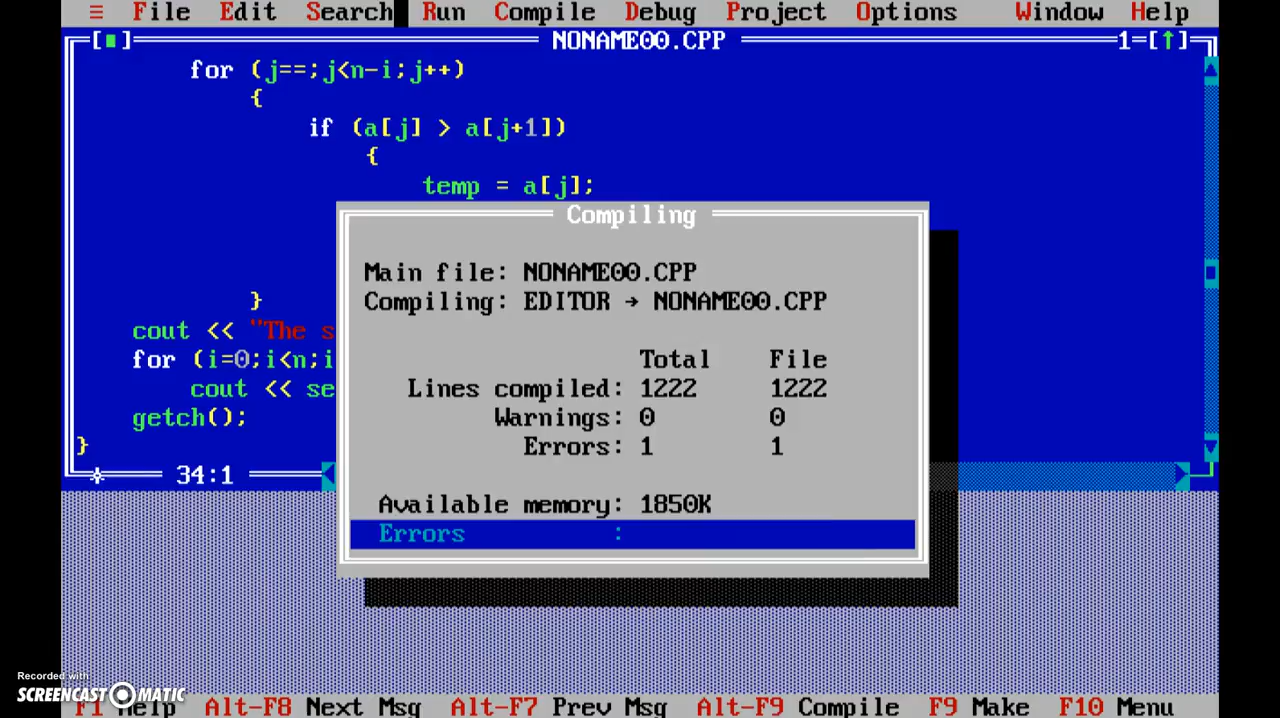 ≡ File Edit Search Run Compile Debug Project Options Window Help
[■] NONAME00.CPP 1=[↑]
for (j==;j<n-i;j++)
{
if (a[j] > a[j+1])
{
temp = a[j];
Compiling
Main file: NONAME00.CPP
Compiling: EDITOR → NONAME00.CPP
}
cout << "The s
for (i=0;i<n;i
Total File
cout << se
Lines compiled: 1222 1222
getch();
Warnings: 0 0
}
Errors: 1 1
34:1
Available memory: 1850K
Errors :
Recorded with
SCREENCAST MATIC
F1 Help Alt-F8 Next Msg Alt-F7 Prev Msg Alt-F9 Compile F9 Make F10 Menu